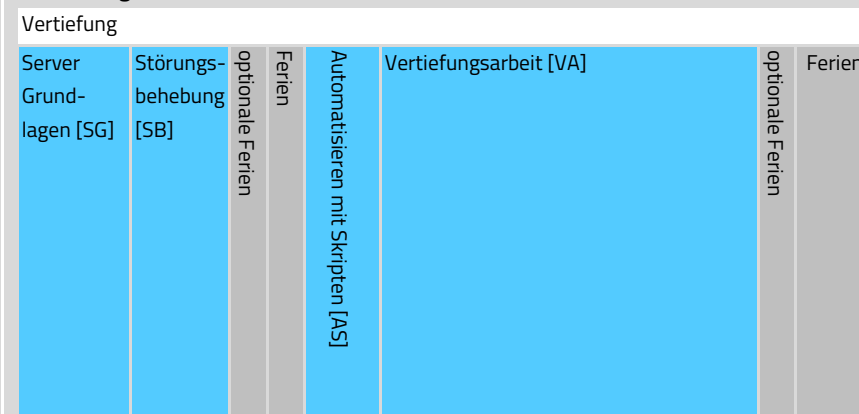 Vertiefung
Server
Grund-
lagen [SG]
Störungs-
behebung
[SB]
optionale Ferien
Ferien
Automatisieren mit Skripten [AS]
Vertiefungsarbeit [VA]
optionale Ferien
Ferien